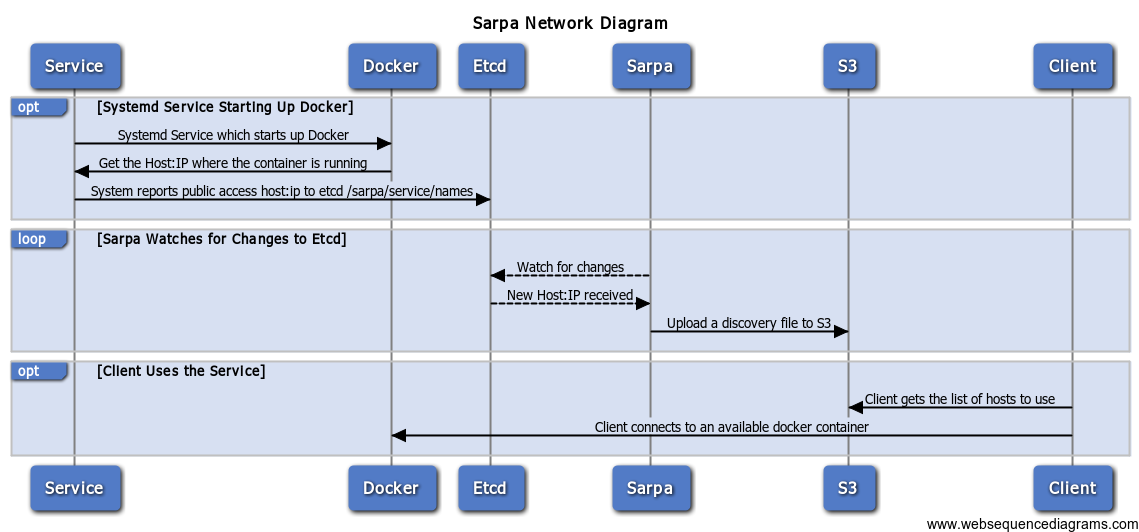 Sarpa Network Diagram
Service Docker Etcd Sarpa S3 Client
opt [Systemd Service Starting Up Docker]
Systemd Service which starts up Docker
Get the Host:IP where the container is running
System reports public access host:ip to etcd /sarpa/service/names
loop [Sarpa Watches for Changes to Etcd]
Watch for changes
New Host:IP received
Upload a discovery file to S3
opt [Client Uses the Service]
Client gets the list of hosts to use
Client connects to an available docker container
Service Docker Etcd Sarpa S3 Client
www.websequencediagrams.com